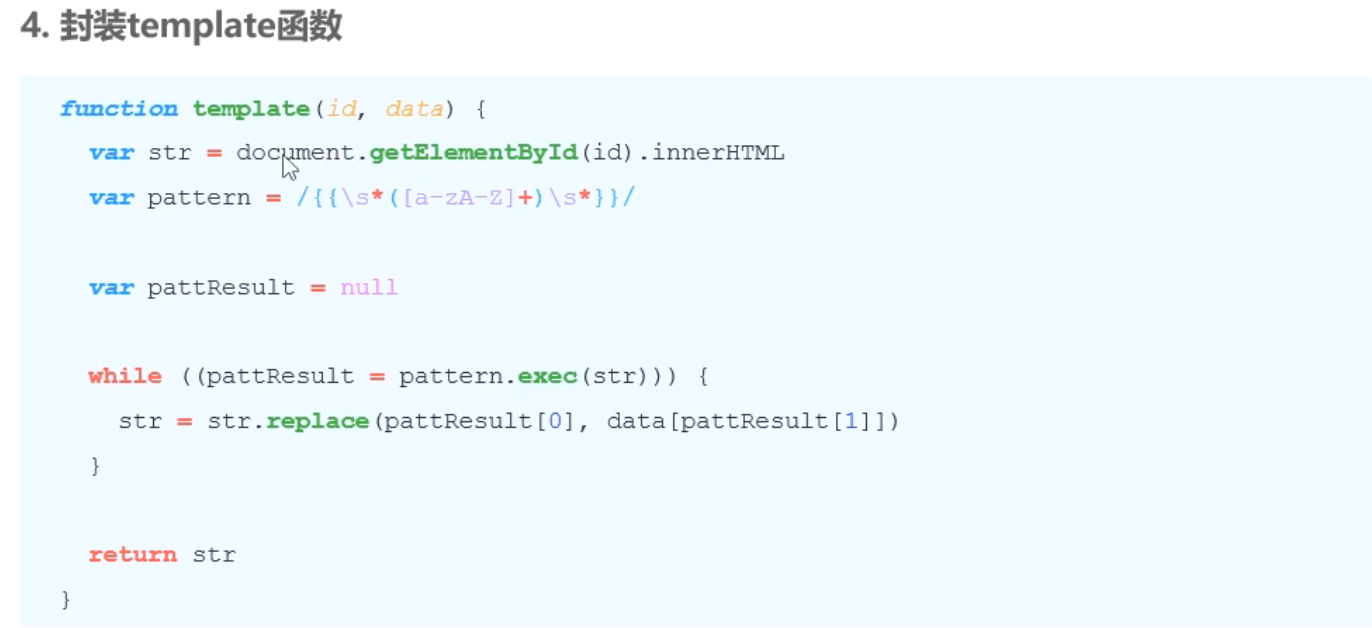 4. 封装template函数
function template(id, data) {
var str = document.getElementById(id).innerHTML
var pattern = /{{\s*([a-zA-Z]+)\s*}}/
var pattResult = null
while ((pattResult = pattern.exec(str))) {
str = str.replace(pattResult[0], data[pattResult[1]])
}
return str
}